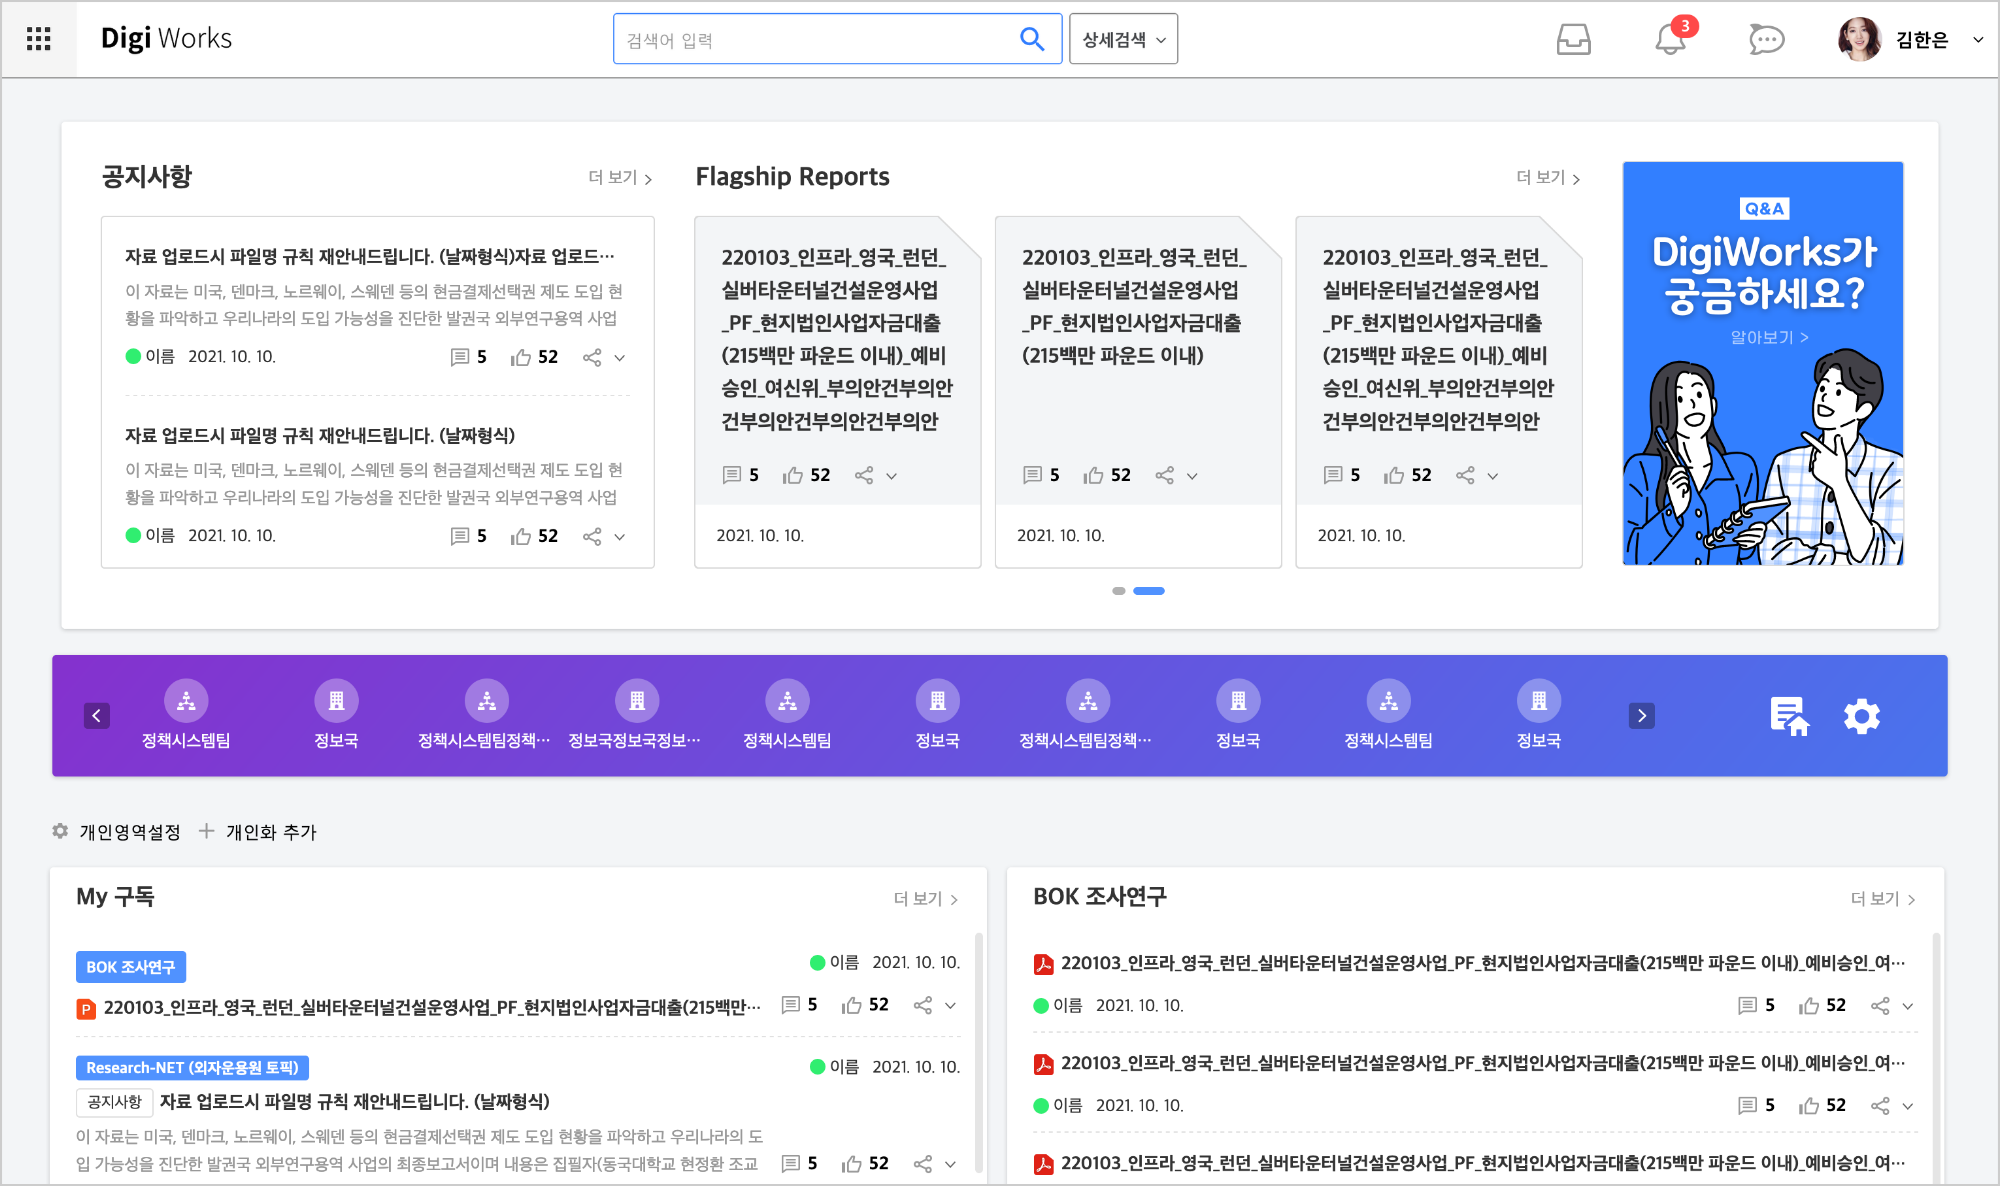 Digi Works
검색어 입력
상세검색
3
김한은
공지사항
더 보기
자료 업로드시 파일명 규칙 재안내드립니다. (날짜형식)자료 업로드···
이 자료는 미국, 덴마크, 노르웨이, 스웨덴 등의 현금결제선택권 제도 도입 현
황을 파악하고 우리나라의 도입 가능성을 진단한 발권국 외부연구용역 사업
이름 2021. 10. 10.
5 52
자료 업로드시 파일명 규칙 재안내드립니다. (날짜형식)
이 자료는 미국, 덴마크, 노르웨이, 스웨덴 등의 현금결제선택권 제도 도입 현
황을 파악하고 우리나라의 도입 가능성을 진단한 발권국 외부연구용역 사업
이름 2021. 10. 10.
5 52
Flagship Reports
더 보기
220103_인프라_영국_런던_
실버타운터널건설운영사업
_PF_현지법인사업자금대출
(215백만 파운드 이내)_예비
승인_여신위_부의안건부의안
건부의안건부의안건부의안
5 52
2021. 10. 10.
220103_인프라_영국_런던_
실버타운터널건설운영사업
_PF_현지법인사업자금대출
(215백만 파운드 이내)
5 52
2021. 10. 10.
220103_인프라_영국_런던_
실버타운터널건설운영사업
_PF_현지법인사업자금대출
(215백만 파운드 이내)_예비
승인_여신위_부의안건부의안
건부의안건부의안건부의안
5 52
2021. 10. 10.
Q&A
DigiWorks가
궁금하세요?
알아보기 >
정책시스템팀
정보국
정책시스템팀정책···
정보국정보국정보···
정책시스템팀
정보국
정책시스템팀정책···
정보국
정책시스템팀
정보국
개인영역설정
개인화 추가
My 구독
더 보기
BOK 조사연구
이름 2021. 10. 10.
P 220103_인프라_영국_런던_실버타운터널건설운영사업_PF_현지법인사업자금대출(215백만···
5 52
Research-NET (외자운용원 토픽)
이름 2021. 10. 10.
공지사항 자료 업로드시 파일명 규칙 재안내드립니다. (날짜형식)
이 자료는 미국, 덴마크, 노르웨이, 스웨덴 등의 현금결제선택권 제도 도입 현황을 파악하고 우리나라의 도
입 가능성을 진단한 발권국 외부연구용역 사업의 최종보고서이며 내용은 집필자(동국대학교 현정환 조교
5 52
BOK 조사연구
더 보기
220103_인프라_영국_런던_실버타운터널건설운영사업_PF_현지법인사업자금대출(215백만 파운드 이내)_예비승인_여···
이름 2021. 10. 10.
5 52
220103_인프라_영국_런던_실버타운터널건설운영사업_PF_현지법인사업자금대출(215백만 파운드 이내)_예비승인_여···
이름 2021. 10. 10.
5 52
220103_인프라_영국_런던_실버타운터널건설운영사업_PF_현지법인사업자금대출(215백만 파운드 이내)_예비승인_여···